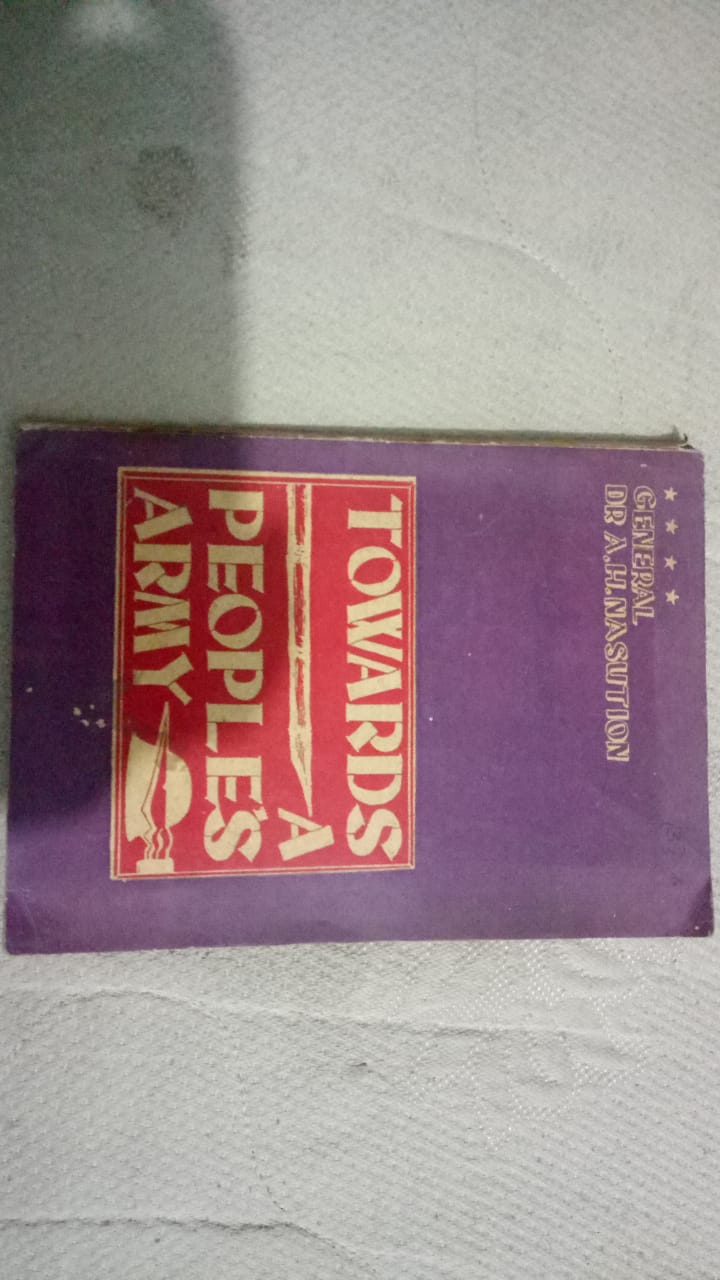 GENERAL
DR A.H.NASUTION
TOWARDS
A
PEOPLE'S
ARMY